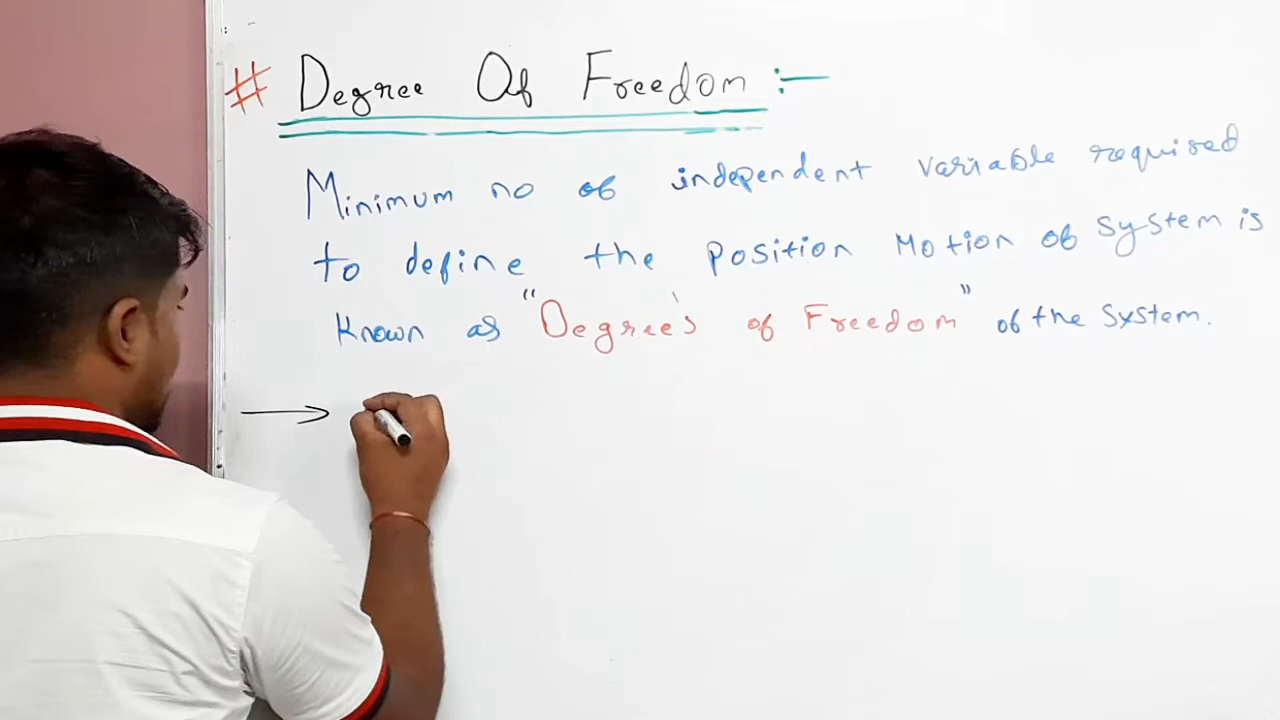 # Degree Of Freedom :-
Minimum no of independent variable required
to define the position Motion of system is
Known as "Degree's of Freedom" of the System.